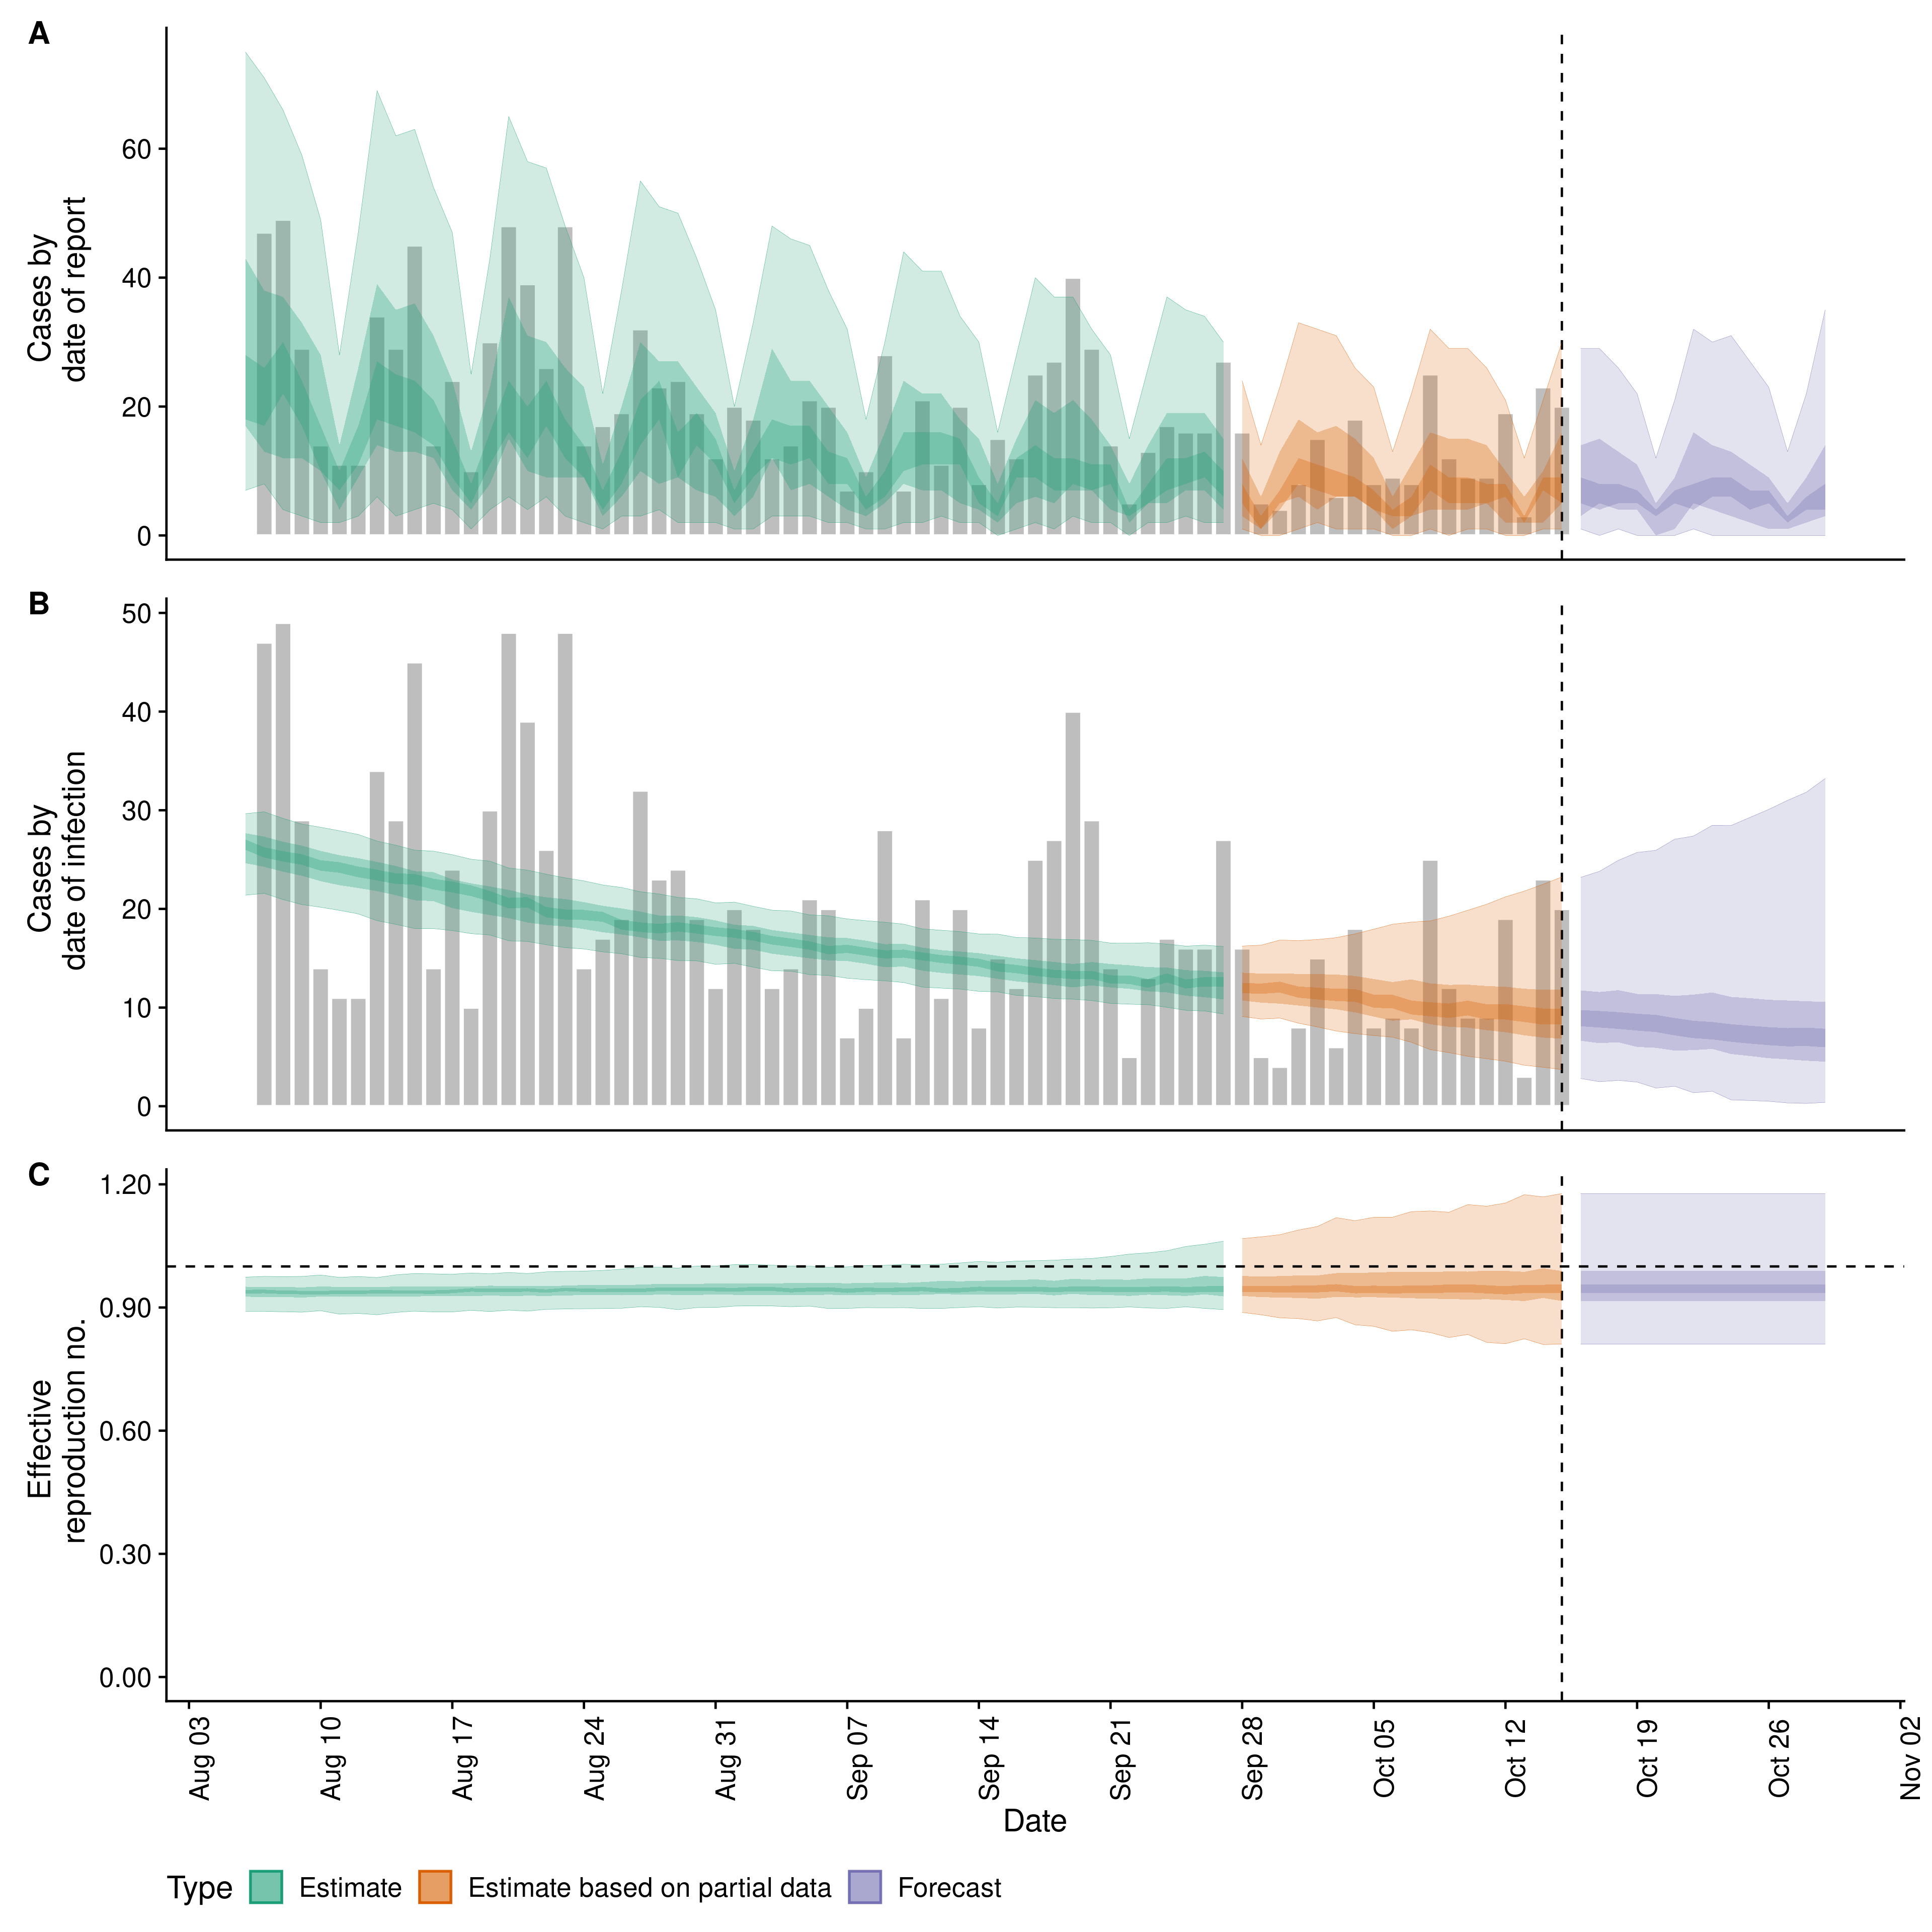 A
Cases by
date of report
60
40
20
0
B
Cases by
date of infection
50
40
30
20
10
0
C
Effective
reproduction no.
1.20
0.90
0.60
0.30
0.00
Aug 03
Aug 10
Aug 17
Aug 24
Aug 31
Sep 07
Sep 14
Sep 21
Sep 28
Oct 05
Oct 12
Oct 19
Oct 26
Nov 02
Date
Type Estimate Estimate based on partial data Forecast